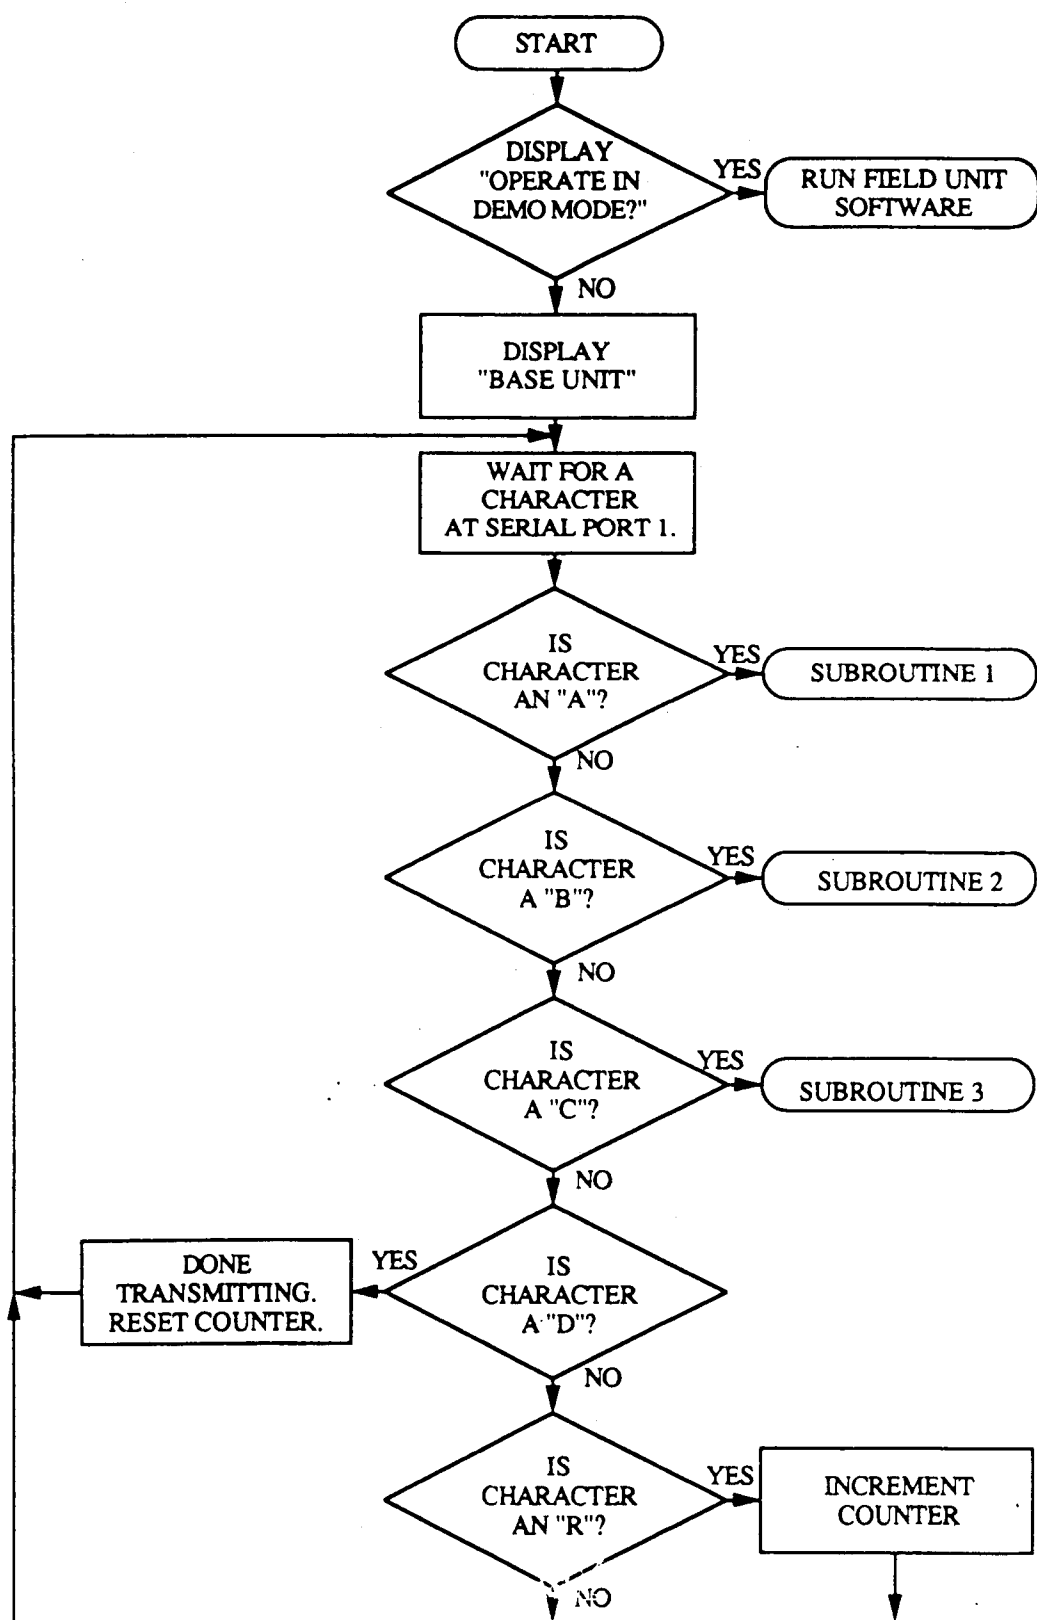 START
DISPLAY
"OPERATE IN
DEMO MODE?"
YES
RUN FIELD UNIT
SOFTWARE
NO
DISPLAY
"BASE UNIT"
WAIT FOR A
CHARACTER
AT SERIAL PORT 1.
IS
CHARACTER
AN "A"?
YES
SUBROUTINE 1
NO
IS
CHARACTER
A "B"?
YES
SUBROUTINE 2
NO
IS
CHARACTER
A "C"?
YES
SUBROUTINE 3
NO
IS
CHARACTER
A "D"?
YES
DONE
TRANSMITTING.
RESET COUNTER.
NO
IS
CHARACTER
AN "R"?
YES
INCREMENT
COUNTER
NO